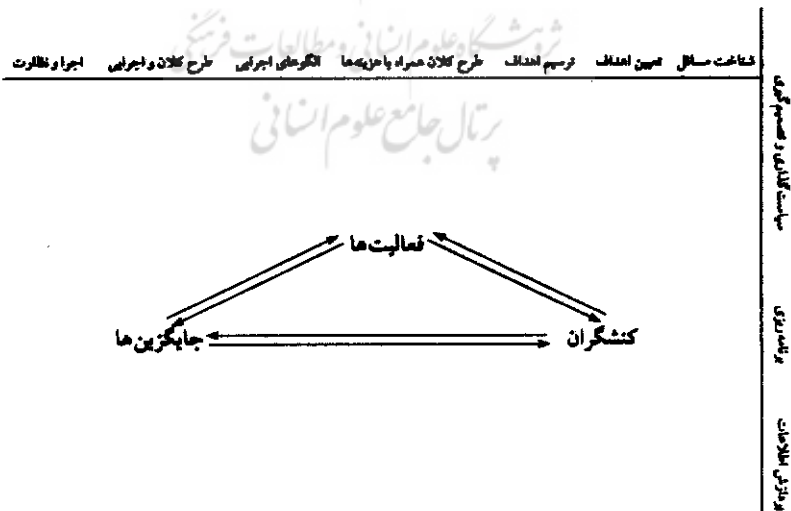 پژوهشگاه علوم انسانی و مطالعات فرهنگی
شناخت مسائل تعیین اهداف ترسیم اهداف طرح کلان همراه با هزینه‌ها الگوهای اجرایی طرح کلان و اجرایی اجرا و نظارت
پرتال جامع علوم انسانی
سیاست گذاری و تصمیم گیری
فعالیت‌ها
کنشگران
جایگزین‌ها
برنامه ریزی
پردازش اطلاعات